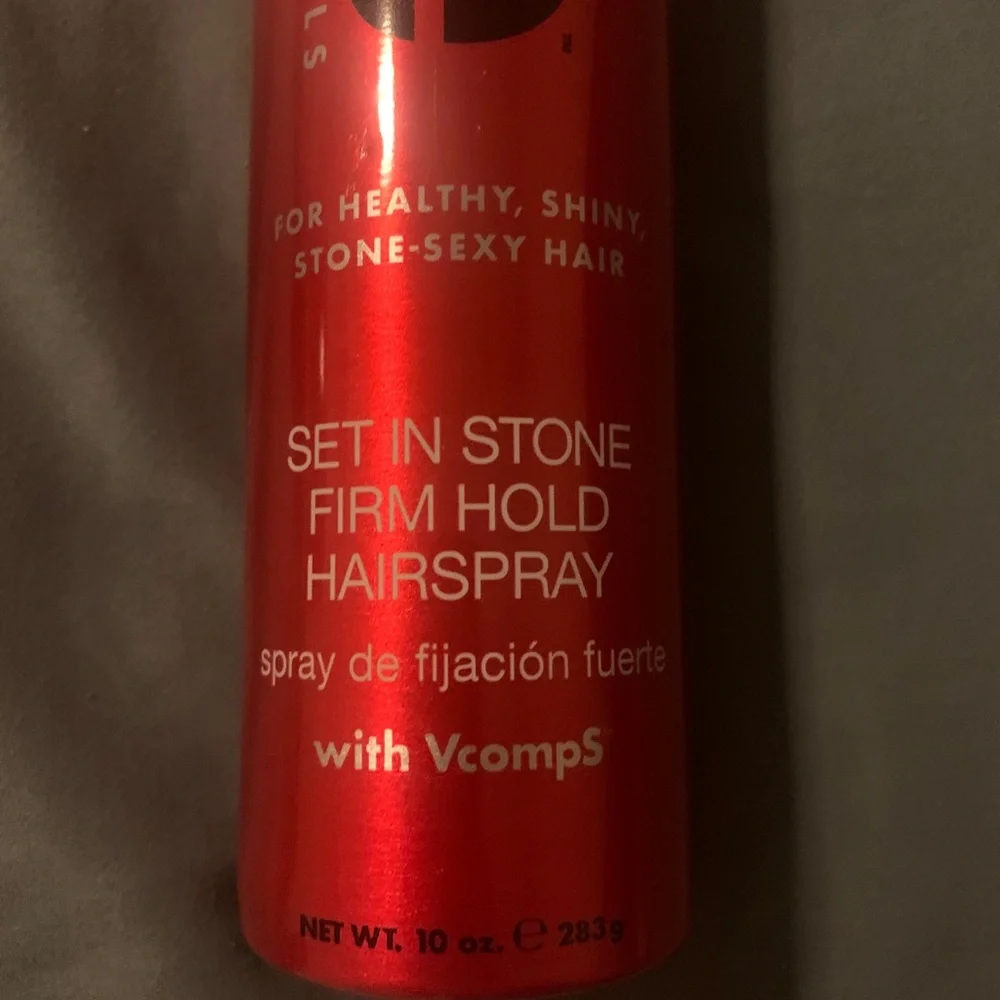 LS
FOR HEALTHY, SHINY,
STONE-SEXY HAIR
SET IN STONE
FIRM HOLD
HAIRSPRAY
spray de fijación fuerte
with VcompS
NET WT. 10 oz. ℮ 283g